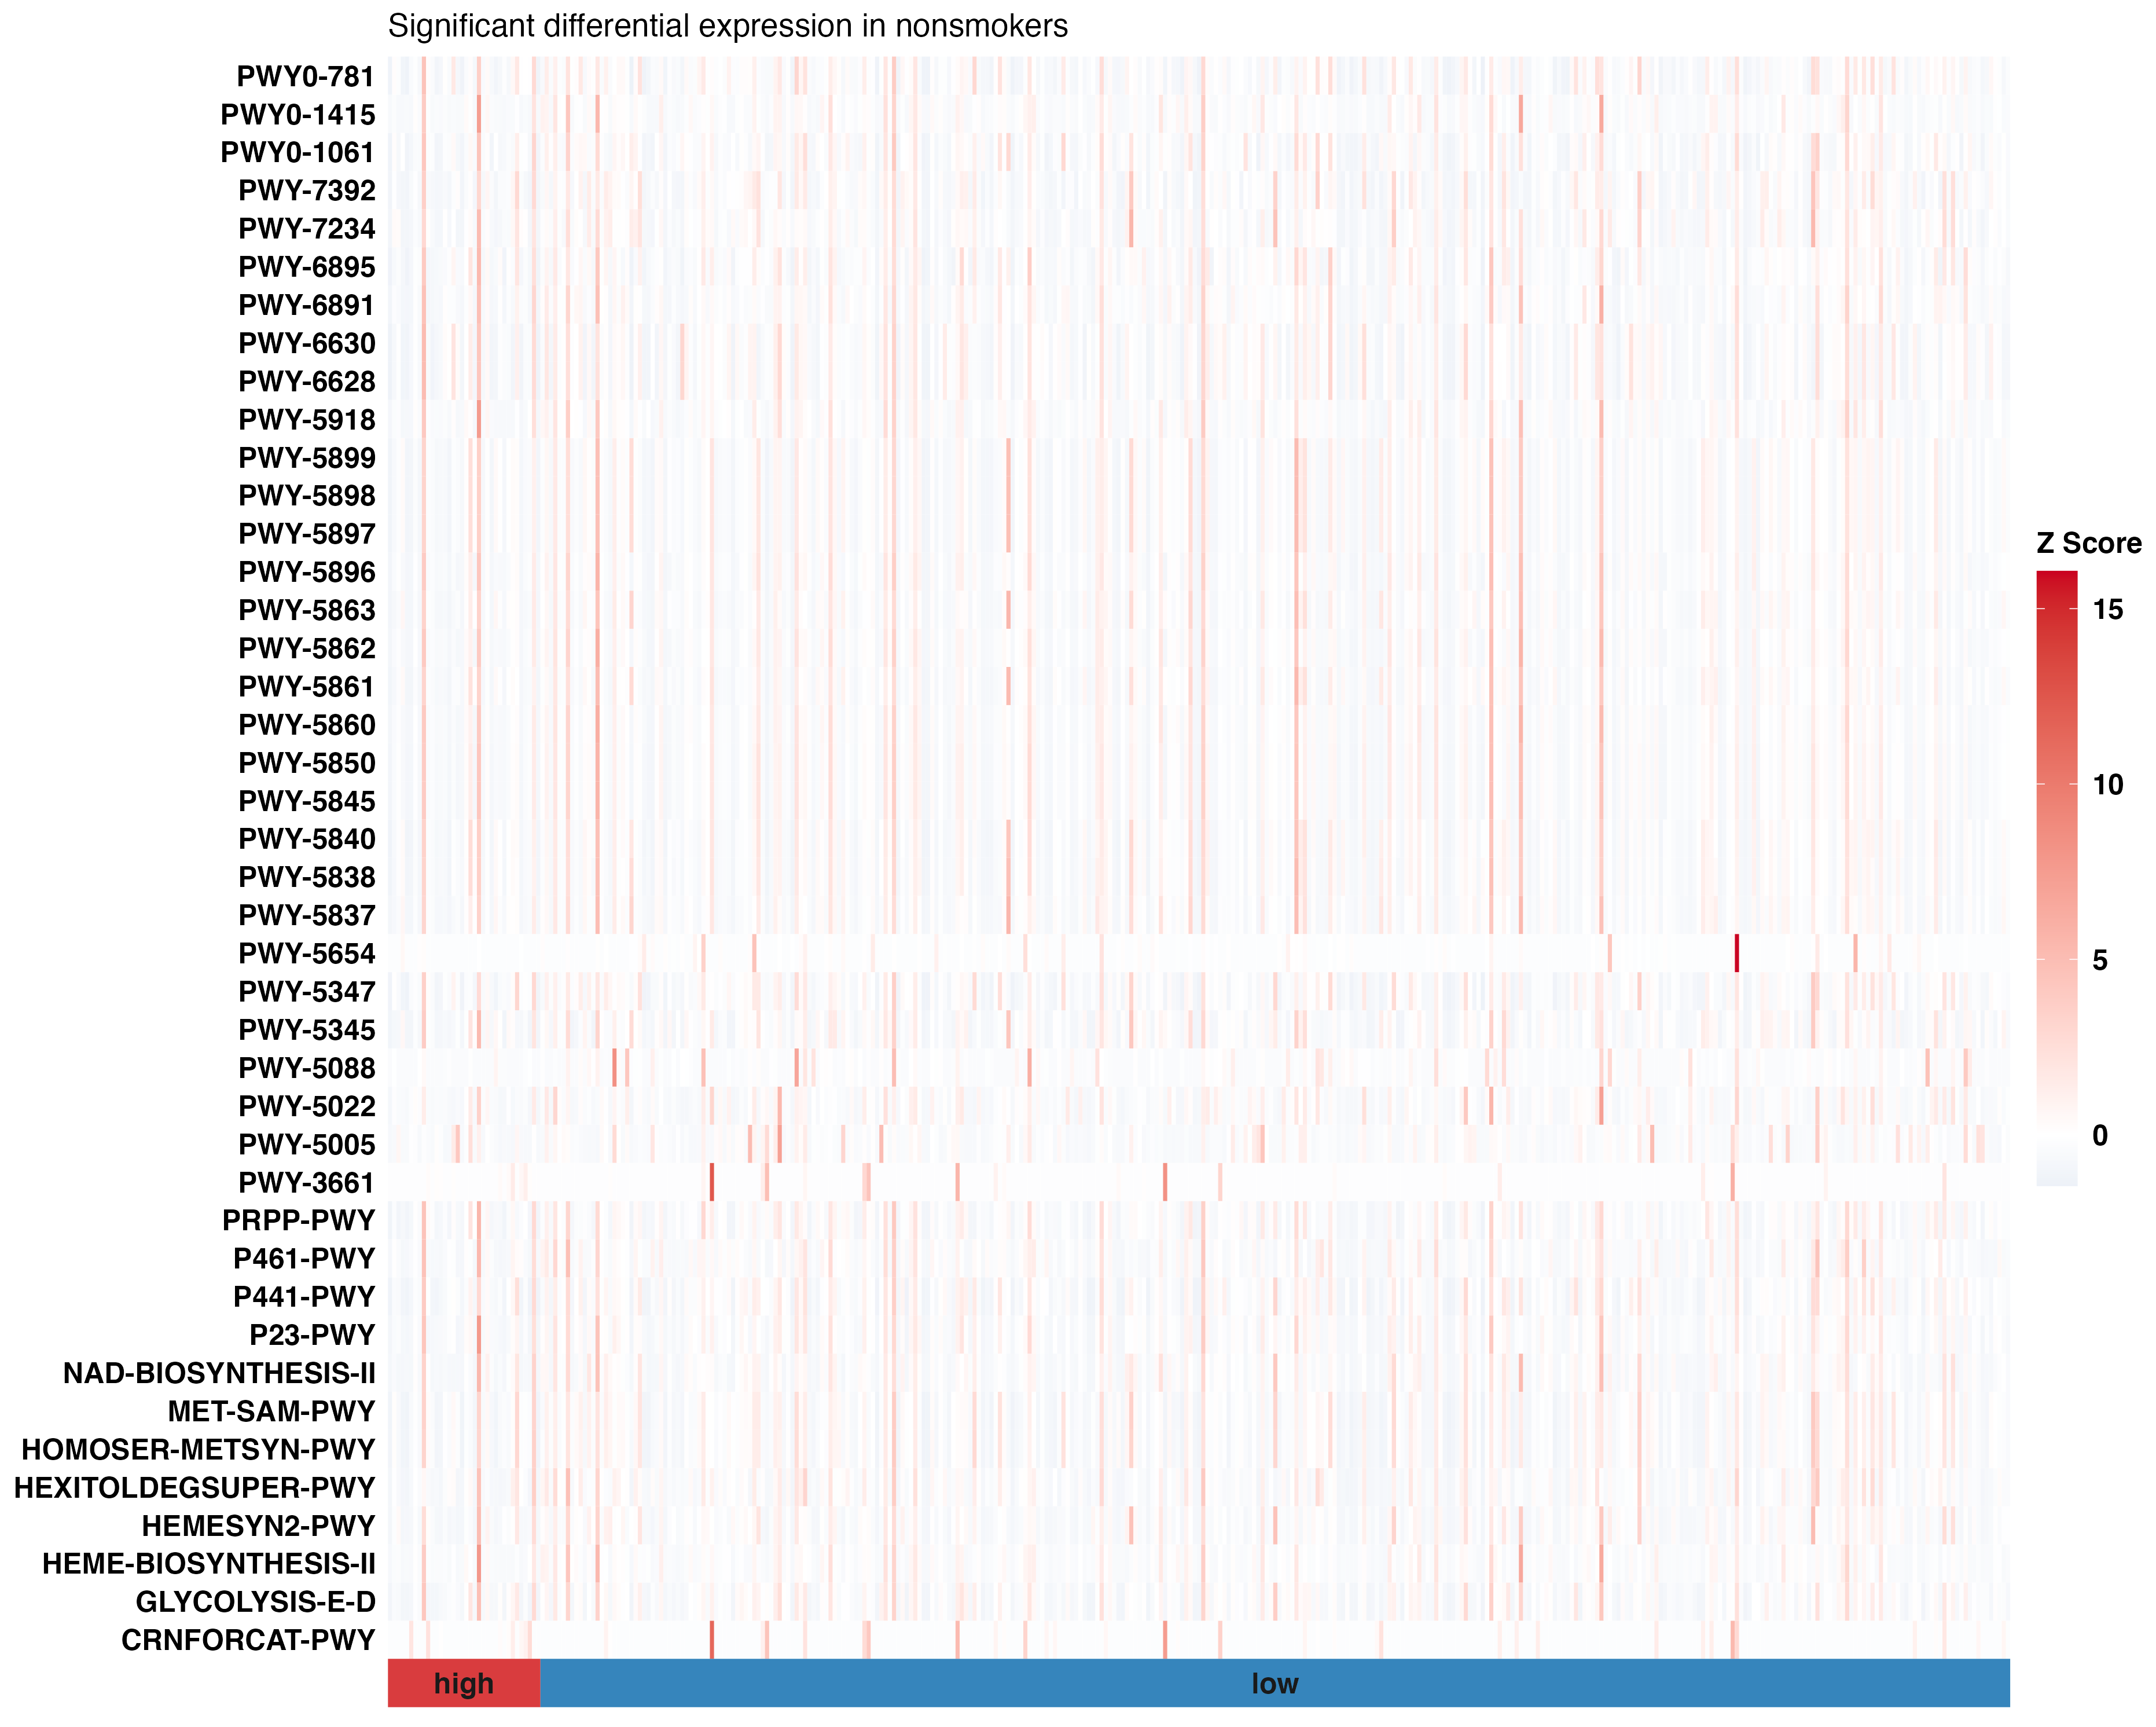 Significant differential expression in nonsmokers
PWY0-781
PWY0-1415
PWY0-1061
PWY-7392
PWY-7234
PWY-6895
PWY-6891
PWY-6630
PWY-6628
PWY-5918
PWY-5899
PWY-5898
PWY-5897
PWY-5896
PWY-5863
PWY-5862
PWY-5861
PWY-5860
PWY-5850
PWY-5845
PWY-5840
PWY-5838
PWY-5837
PWY-5654
PWY-5347
PWY-5345
PWY-5088
PWY-5022
PWY-5005
PWY-3661
PRPP-PWY
P461-PWY
P441-PWY
P23-PWY
NAD-BIOSYNTHESIS-II
MET-SAM-PWY
HOMOSER-METSYN-PWY
HEXITOLDEGSUPER-PWY
HEMESYN2-PWY
HEME-BIOSYNTHESIS-II
GLYCOLYSIS-E-D
CRNFORCAT-PWY
high
low
Z Score
15
10
5
0